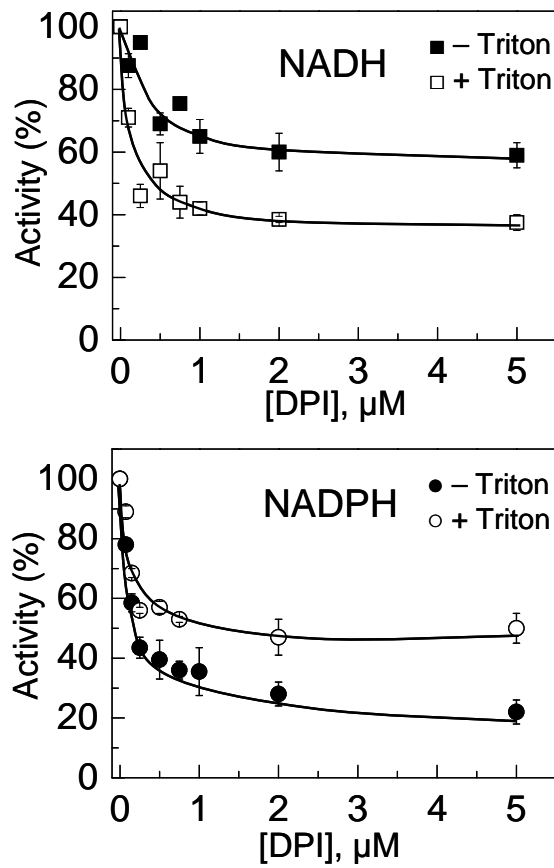 NADH
■ – Triton
□ + Triton
Activity (%)
100
80
60
40
20
0
0 1 2 3 4 5
[DPI], µM
NADPH
● – Triton
○ + Triton
Activity (%)
100
80
60
40
20
0
0 1 2 3 4 5
[DPI], µM